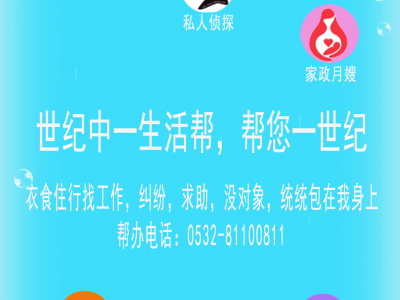 私人侦探
家政月嫂
世纪中一生活帮，帮您一世纪
衣食住行找工作，纠纷，求助，没对象，统统包在我身上
帮办电话：0532-81100811